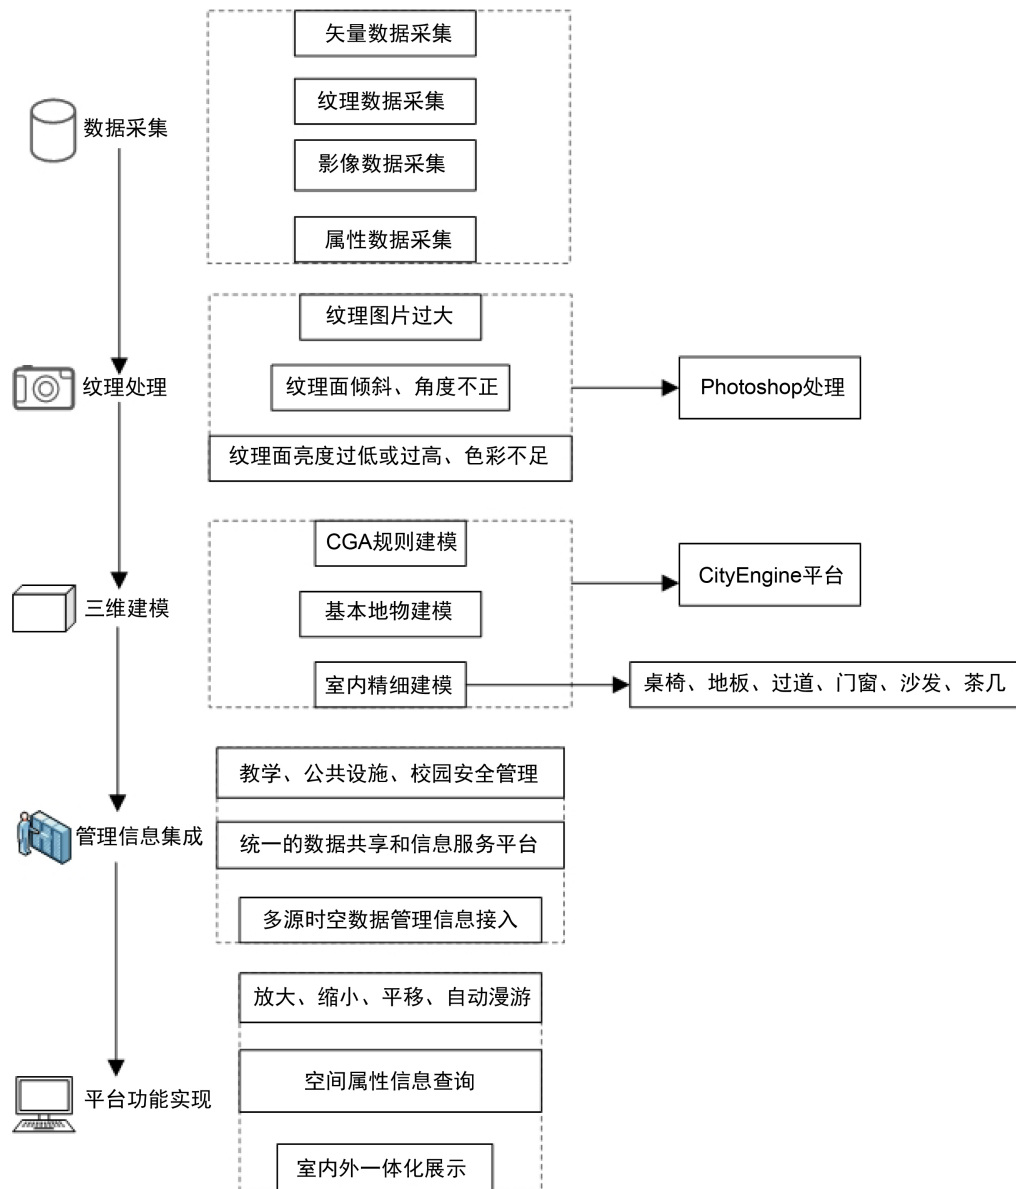 矢量数据采集
纹理数据采集
数据采集
影像数据采集
属性数据采集
纹理图片过大
纹理处理
纹理面倾斜、角度不正
Photoshop处理
纹理面亮度过低或过高、色彩不足
CGA规则建模
CityEngine平台
三维建模
基本地物建模
室内精细建模
桌椅、地板、过道、门窗、沙发、茶几
教学、公共设施、校园安全管理
管理信息集成
统一的数据共享和信息服务平台
多源时空数据管理信息接入
放大、缩小、平移、自动漫游
空间属性信息查询
平台功能实现
室内外一体化展示